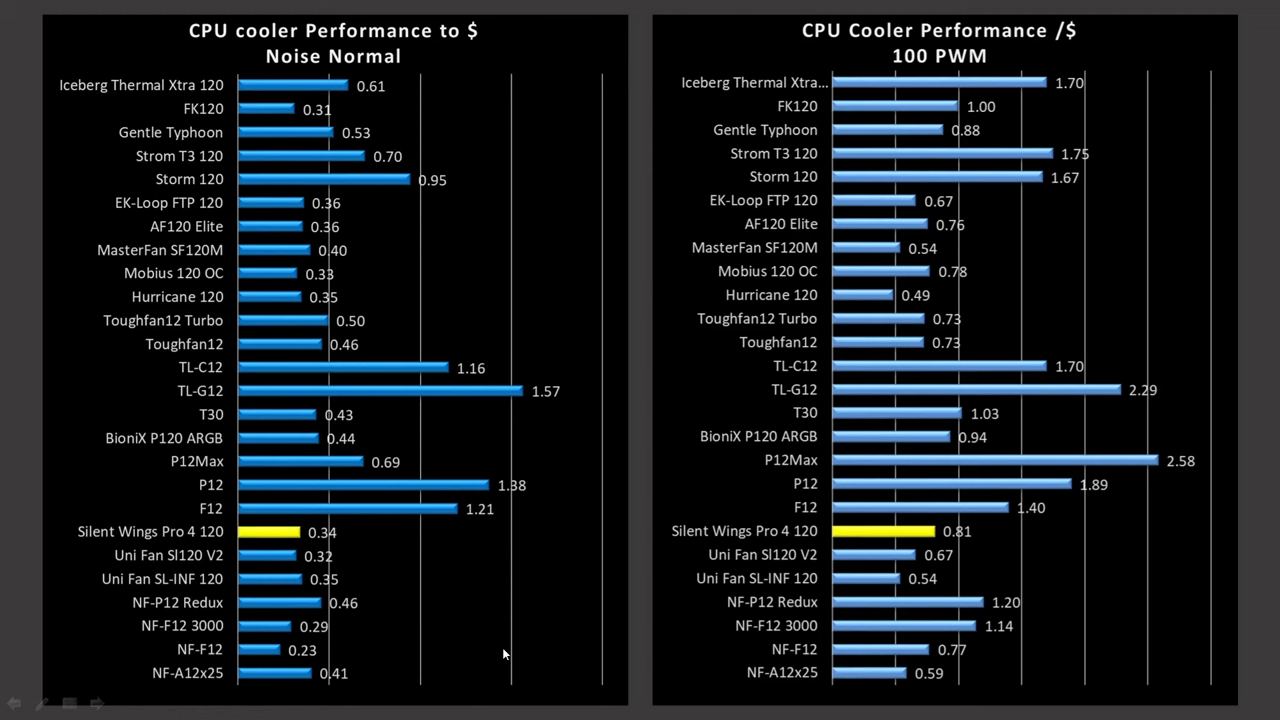 CPU cooler Performance to $
Noise Normal
Iceberg Thermal Xtra 120 0.61
FK120 0.31
Gentle Typhoon 0.53
Strom T3 120 0.70
Storm 120 0.95
EK-Loop FTP 120 0.36
AF120 Elite 0.36
MasterFan SF120M 0.40
Mobius 120 OC 0.33
Hurricane 120 0.35
Toughfan12 Turbo 0.50
Toughfan12 0.46
TL-C12 1.16
TL-G12 1.57
T30 0.43
BioniX P120 ARGB 0.44
P12Max 0.69
P12 1.38
F12 1.21
Silent Wings Pro 4 120 0.34
Uni Fan Sl120 V2 0.32
Uni Fan SL-INF 120 0.35
NF-P12 Redux 0.46
NF-F12 3000 0.29
NF-F12 0.23
NF-A12x25 0.41
CPU Cooler Performance /$
100 PWM
Iceberg Thermal Xtra... 1.70
FK120 1.00
Gentle Typhoon 0.88
Strom T3 120 1.75
Storm 120 1.67
EK-Loop FTP 120 0.67
AF120 Elite 0.76
MasterFan SF120M 0.54
Mobius 120 OC 0.78
Hurricane 120 0.49
Toughfan12 Turbo 0.73
Toughfan12 0.73
TL-C12 1.70
TL-G12 2.29
T30 1.03
BioniX P120 ARGB 0.94
P12Max 2.58
P12 1.89
F12 1.40
Silent Wings Pro 4 120 0.81
Uni Fan Sl120 V2 0.67
Uni Fan SL-INF 120 0.54
NF-P12 Redux 1.20
NF-F12 3000 1.14
NF-F12 0.77
NF-A12x25 0.59